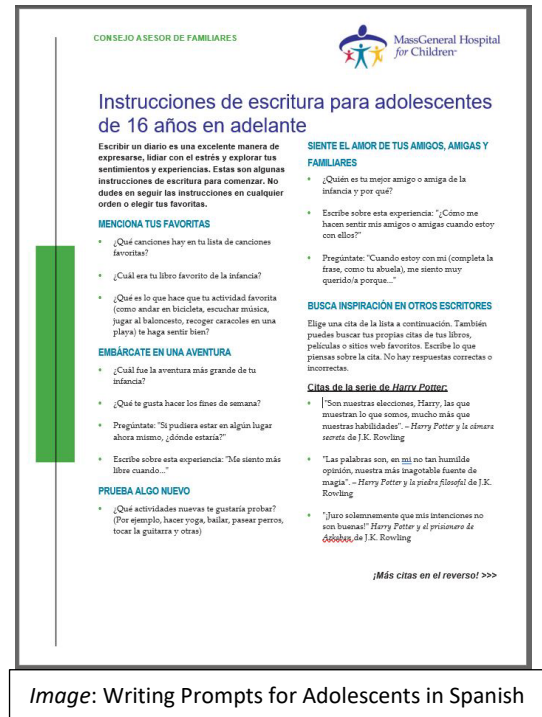 CONSEJO ASESOR DE FAMILIARES
MassGeneral Hospital
for Children
Instrucciones de escritura para adolescentes
de 16 años en adelante
Escribir un diario es una excelente manera de
expresarse, lidiar con el estrés y explorar tus
sentimientos y experiencias. Estas son algunas
instrucciones de escritura para comenzar. No
dudes en seguir las instrucciones en cualquier
orden o elegir tus favoritas.
MENCIONA TUS FAVORITAS
• ¿Qué canciones hay en tu lista de canciones
favoritas?
• ¿Cuál era tu libro favorito de la infancia?
• ¿Qué es lo que hace que tu actividad favorita
(como andar en bicicleta, escuchar música,
jugar al baloncesto, recoger caracoles en una
playa) te haga sentir bien?
EMBÁRCATE EN UNA AVENTURA
• ¿Cuál fue la aventura más grande de tu
infancia?
• ¿Qué te gusta hacer los fines de semana?
• Pregúntate: "Si pudiera estar en algún lugar
ahora mismo, ¿dónde estaría?"
• Escribe sobre esta experiencia: "Me siento más
libre cuando..."
PRUEBA ALGO NUEVO
• ¿Qué actividades nuevas te gustaría probar?
(Por ejemplo, hacer yoga, bailar, pasear perros,
tocar la guitarra y otras)
SIENTE EL AMOR DE TUS AMIGOS, AMIGAS Y
FAMILIARES
• ¿Quién es tu mejor amigo o amiga de la
infancia y por qué?
• Escribe sobre esta experiencia: "¿Cómo me
hacen sentir mis amigos o amigas cuando estoy
con ellos?"
• Pregúntate: "Cuando estoy con mi (completa la
frase, como tu abuela), me siento muy
querido/a porque..."
BUSCA INSPIRACIÓN EN OTROS ESCRITORES
Elige una cita de la lista a continuación. También
puedes buscar tus propias citas de tus libros,
películas o sitios web favoritos. Escribe lo que
piensas sobre la cita. No hay respuestas correctas o
incorrectas.
Citas de la serie de Harry Potter:
• "Son nuestras elecciones, Harry, las que
muestran lo que somos, mucho más que
nuestras habilidades". – Harry Potter y la cámara
secreta de J.K. Rowling
• "Las palabras son, en mi no tan humilde
opinión, nuestra más inagotable fuente de
magia". – Harry Potter y la piedra filosofal de J.K.
Rowling
• "¡Juro solemnemente que mis intenciones no
son buenas!" Harry Potter y el prisionero de
Azkaban de J.K. Rowling
¡Más citas en el reverso! >>>
Image: Writing Prompts for Adolescents in Spanish